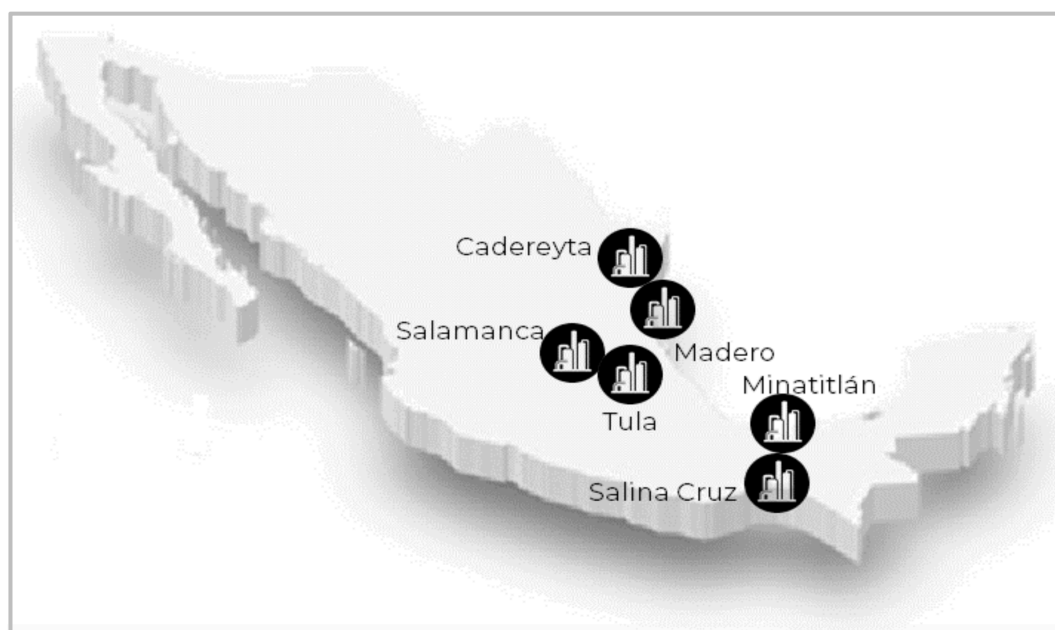 Cadereyta
Salamanca
Madero
Minatitlán
Tula
Salina Cruz